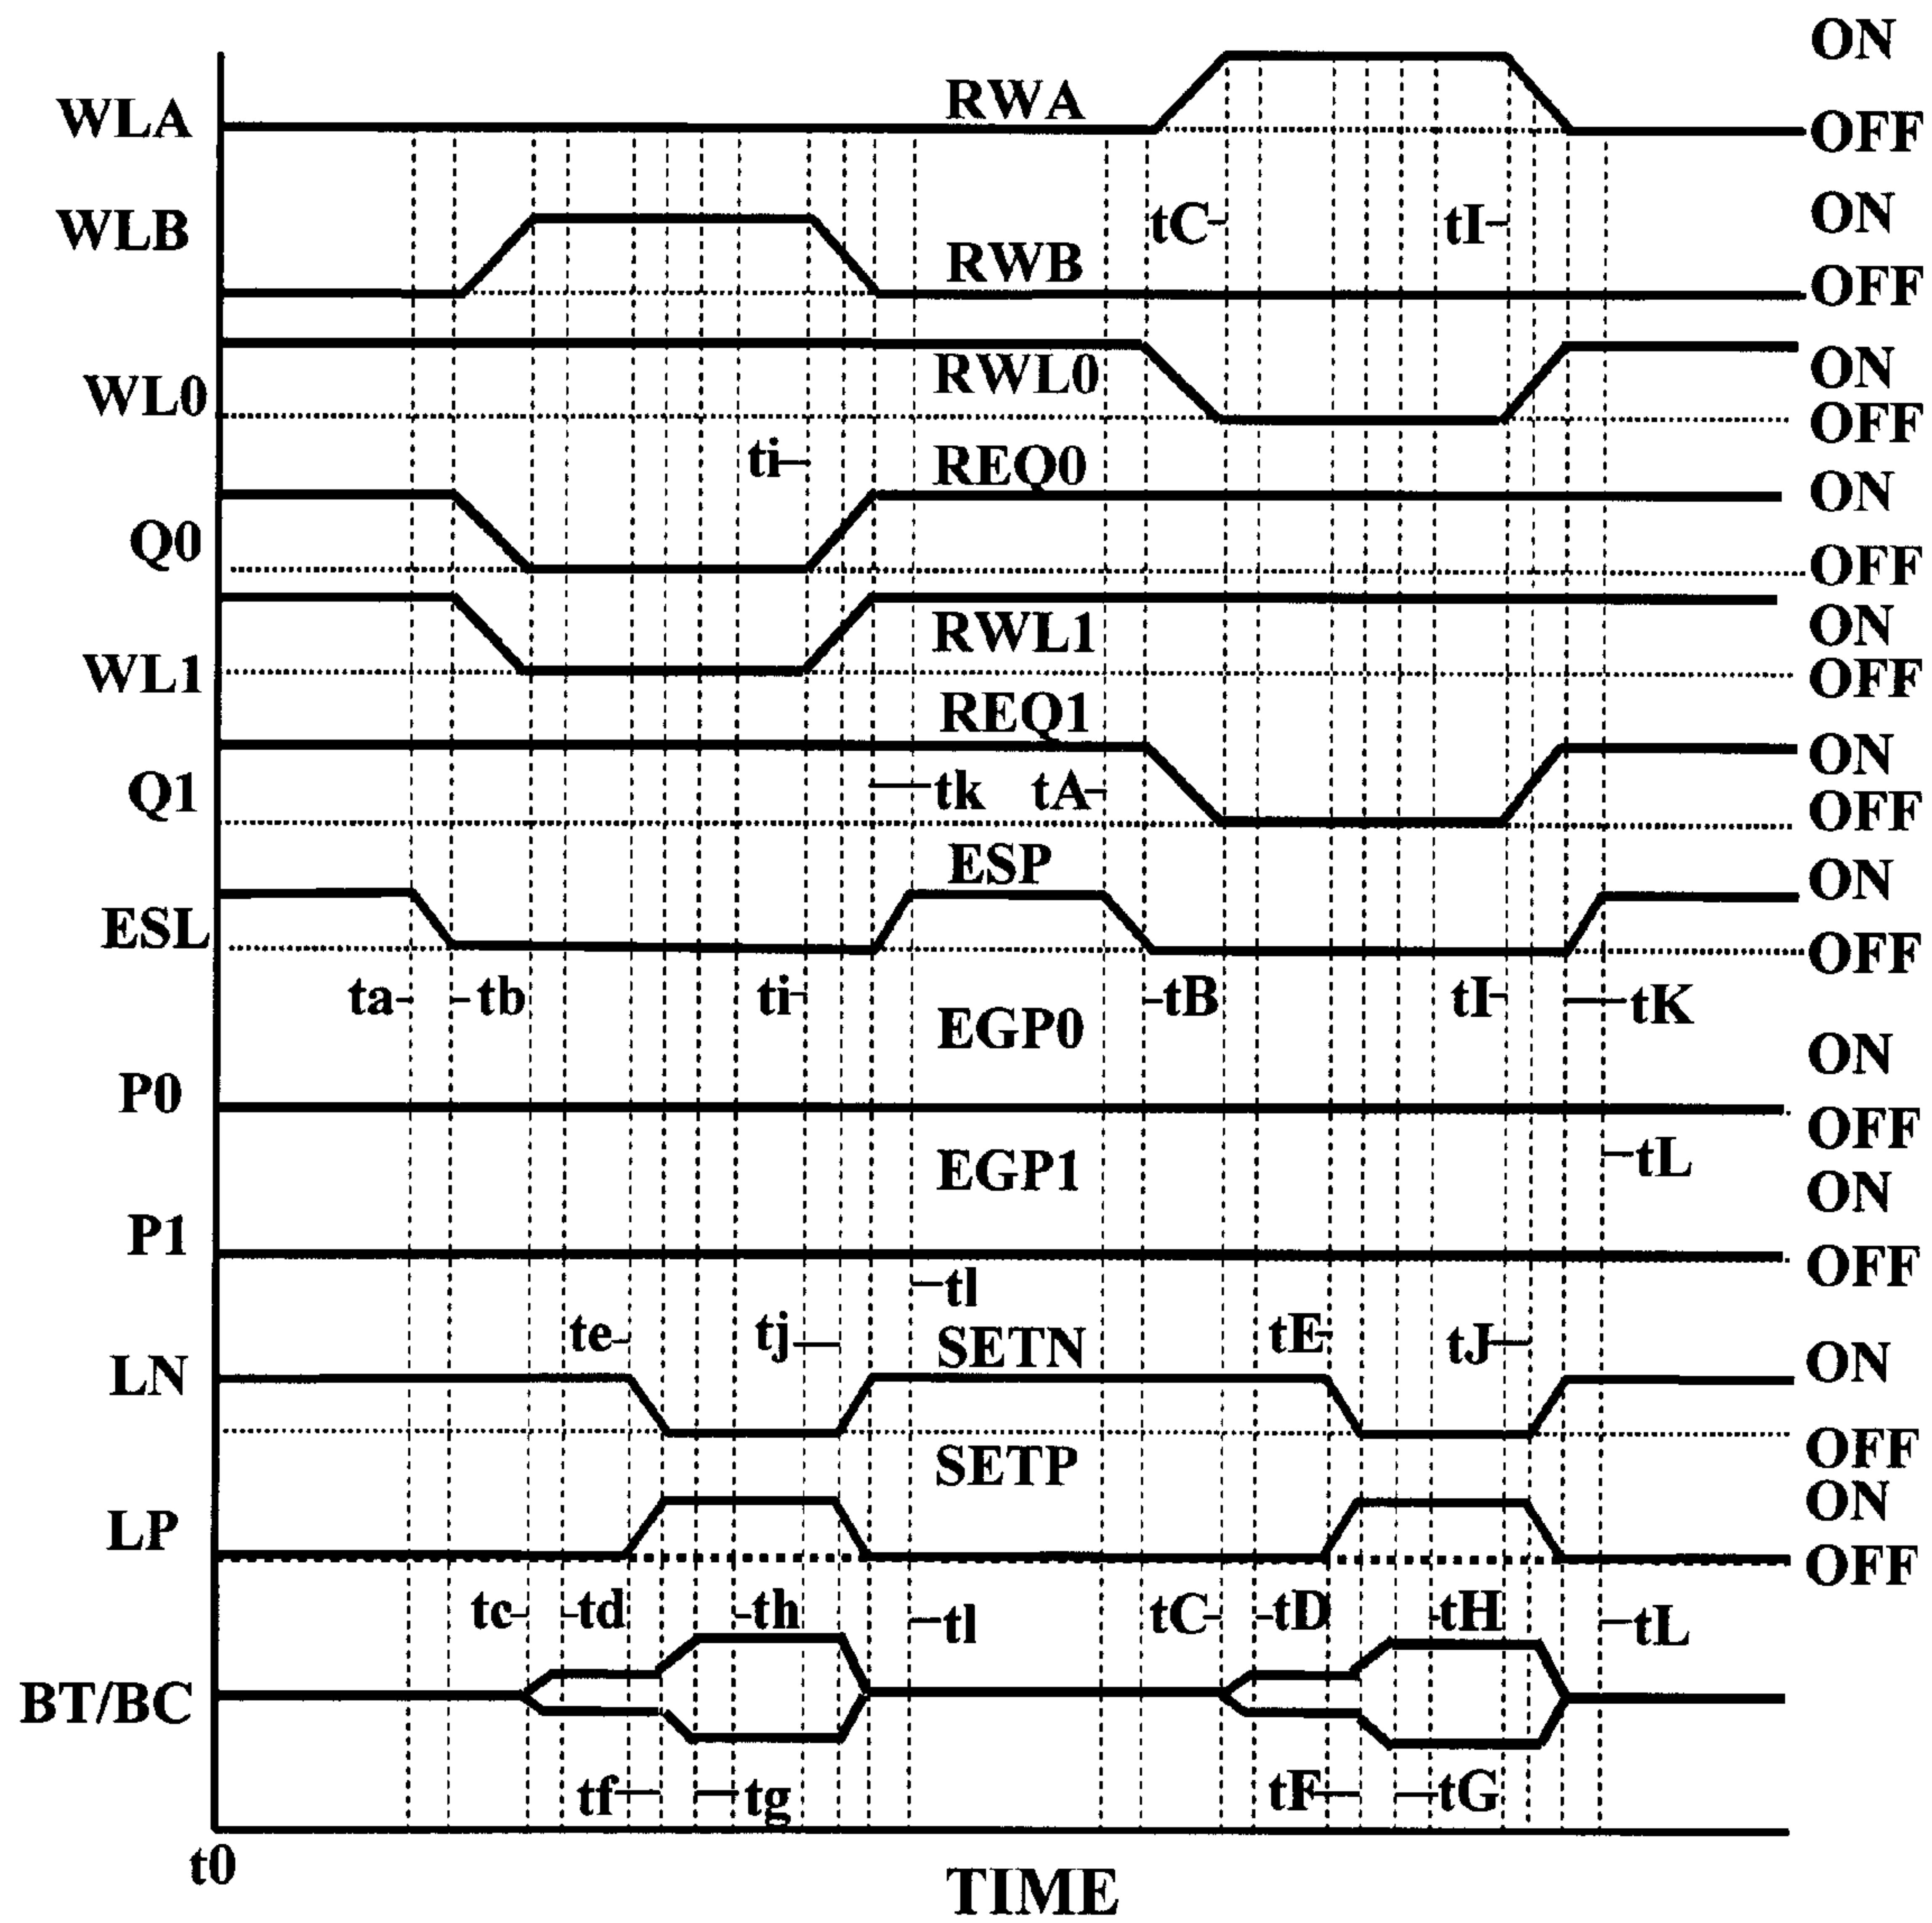 ON
WLA RWA OFF
WLB tC tI ON
RWB OFF
WL0 RWL0 ON
OFF
ti REQ0 ON
Q0 OFF
WL1 RWL1 ON
OFF
REQ1 ON
Q1 tk tA OFF
ESP ON
ESL OFF
ta tb ti tB tI tK
EGP0 ON
P0 OFF
EGP1 tL
ON
P1 OFF
tl
te tj SETN tE tJ
LN ON
OFF
SETP ON
LP OFF
tc td th tl tC tD tH tL
BT/BC
tf tg tF tG
t0 TIME